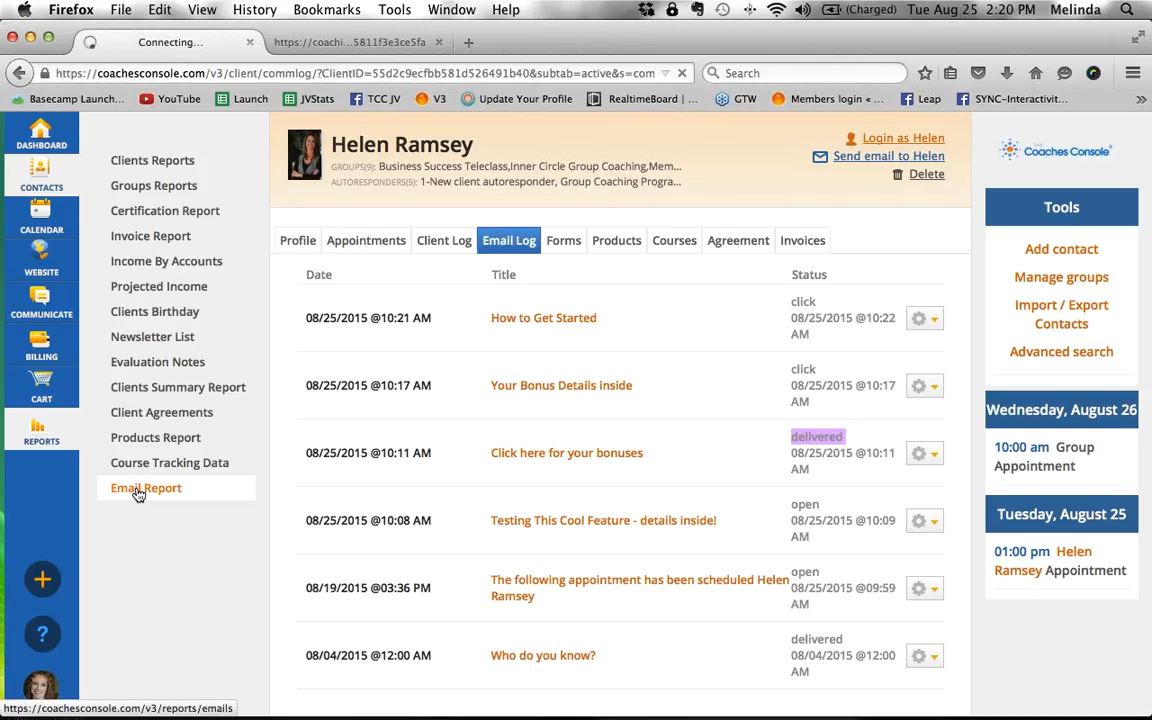 Firefox File Edit View History Bookmarks Tools Window Help (Charged) Tue Aug 25 2:20 PM Melinda
Connecting... https://coachi...5811f3e3ce5fa
https://coachesconsole.com/v3/client/commlog/?ClientID=55d2c9ecfbb581d526491b40&subtab=active&s=com Search
Basecamp Launch... YouTube Launch JVStats TCC JV V3 Update Your Profile RealtimeBoard | ... GTW Members login « ... Leap SYNC-Interactivit...
DASHBOARD
CONTACTS
CALENDAR
WEBSITE
COMMUNICATE
BILLING
CART
REPORTS
+
?
Clients Reports
Groups Reports
Certification Report
Invoice Report
Income By Accounts
Projected Income
Clients Birthday
Newsletter List
Evaluation Notes
Clients Summary Report
Client Agreements
Products Report
Course Tracking Data
Email Report
https://coachesconsole.com/v3/reports/emails
Helen Ramsey
GROUPS(9): Business Success Teleclass,Inner Circle Group Coaching,Mem...
AUTORESPONDERS(5): 1-New client autoresponder, Group Coaching Progra...
Login as Helen
Send email to Helen
Delete
Profile Appointments Client Log Email Log Forms Products Courses Agreement Invoices
Date Title Status
08/25/2015 @10:21 AM How to Get Started click
08/25/2015 @10:22
AM
08/25/2015 @10:17 AM Your Bonus Details inside click
08/25/2015 @10:17
AM
08/25/2015 @10:11 AM Click here for your bonuses delivered
08/25/2015 @10:11
AM
08/25/2015 @10:08 AM Testing This Cool Feature - details inside! open
08/25/2015 @10:09
AM
08/19/2015 @03:36 PM The following appointment has been scheduled Helen
Ramsey
open
08/25/2015 @09:59
AM
08/04/2015 @12:00 AM Who do you know? delivered
08/04/2015 @12:00
AM
THE
Coaches Console
Tools
Add contact
Manage groups
Import / Export
Contacts
Advanced search
Wednesday, August 26
10:00 am Group
Appointment
Tuesday, August 25
01:00 pm Helen
Ramsey Appointment